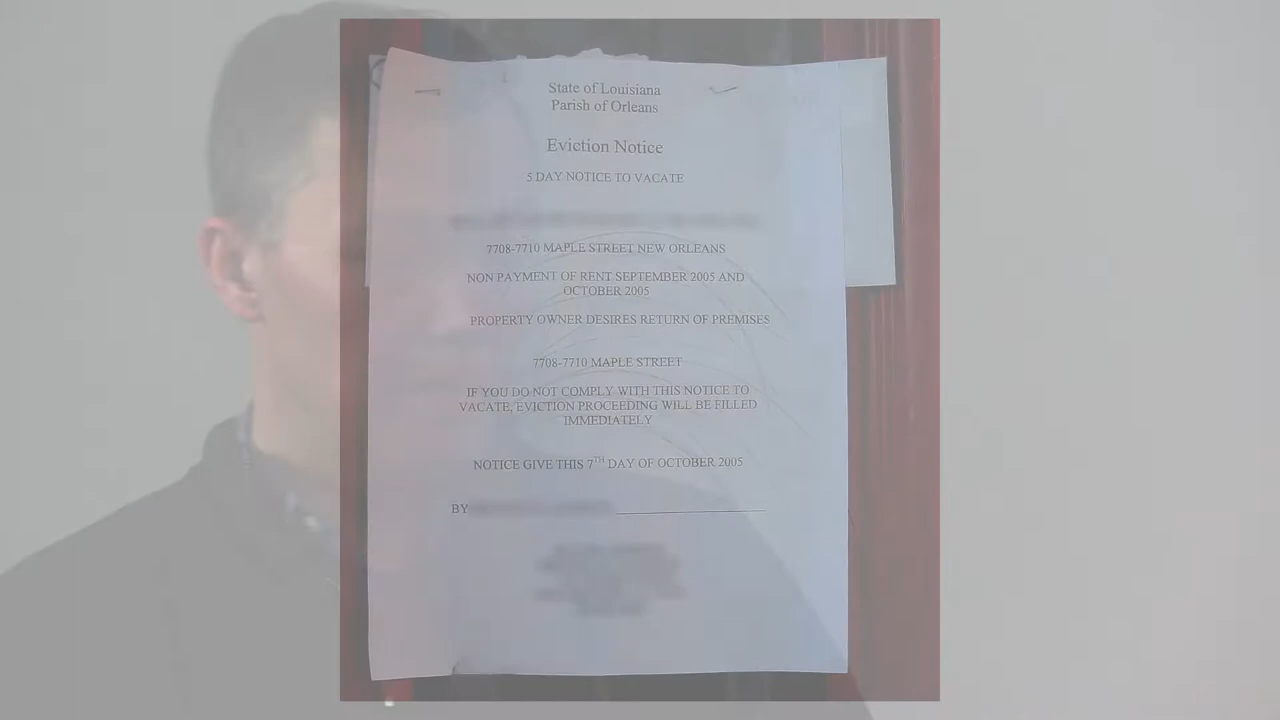 State of Louisiana
Parish of Orleans
Eviction Notice
5 DAY NOTICE TO VACATE
7708-7710 MAPLE STREET NEW ORLEANS
NON PAYMENT OF RENT SEPTEMBER 2005 AND
OCTOBER 2005
PROPERTY OWNER DESIRES RETURN OF PREMISES
7708-7710 MAPLE STREET
IF YOU DO NOT COMPLY WITH THIS NOTICE TO
VACATE, EVICTION PROCEEDING WILL BE FILLED
IMMEDIATELY
NOTICE GIVE THIS 7TH DAY OF OCTOBER 2005
BY